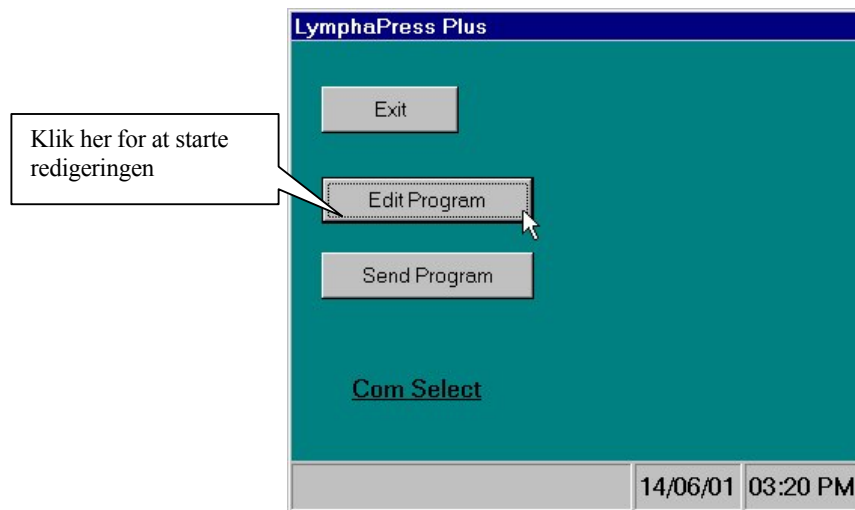 LymphaPress Plus
Exit
Klik her for at starte
redigeringen
Edit Program
Send Program
Com Select
14/06/01 03:20 PM